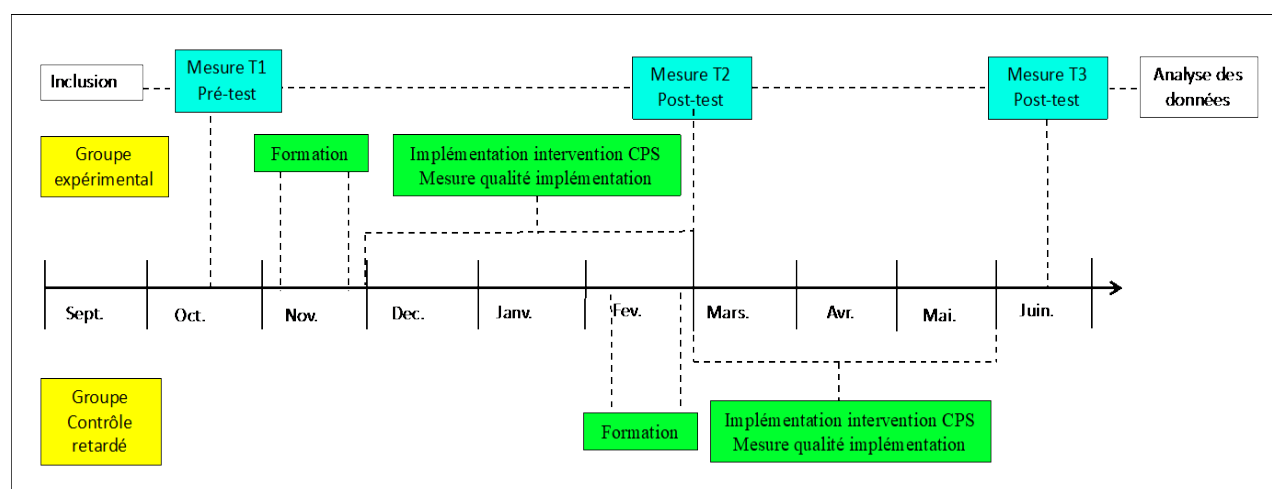 Inclusion
Mesure T1
Pré-test
Mesure T2
Post-test
Mesure T3
Post-test
Analyse des
données
Groupe
expérimental
Formation
Implémentation intervention CPS
Mesure qualité implémentation
Sept.
Oct.
Nov.
Dec.
Janv.
Fev.
Mars.
Avr.
Mai.
Juin.
Groupe
Contrôle
retardé
Formation
Implémentation intervention CPS
Mesure qualité implémentation